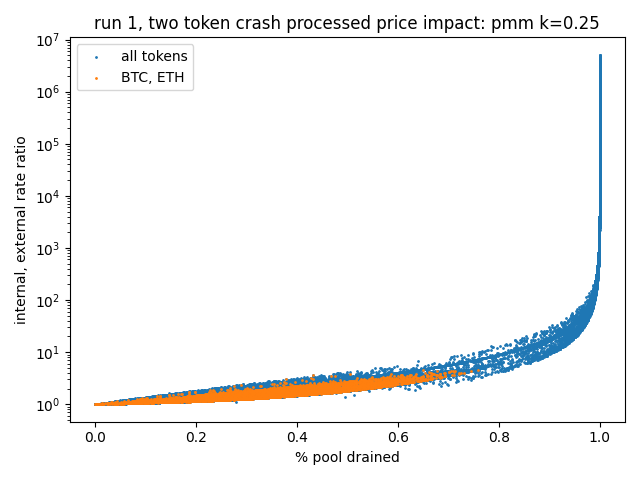 run 1, two token crash processed price impact: pmm k=0.25
10^7
10^6
10^5
10^4
10^3
10^2
10^1
10^0
internal, external rate ratio
all tokens
BTC, ETH
0.0 0.2 0.4 0.6 0.8 1.0
% pool drained